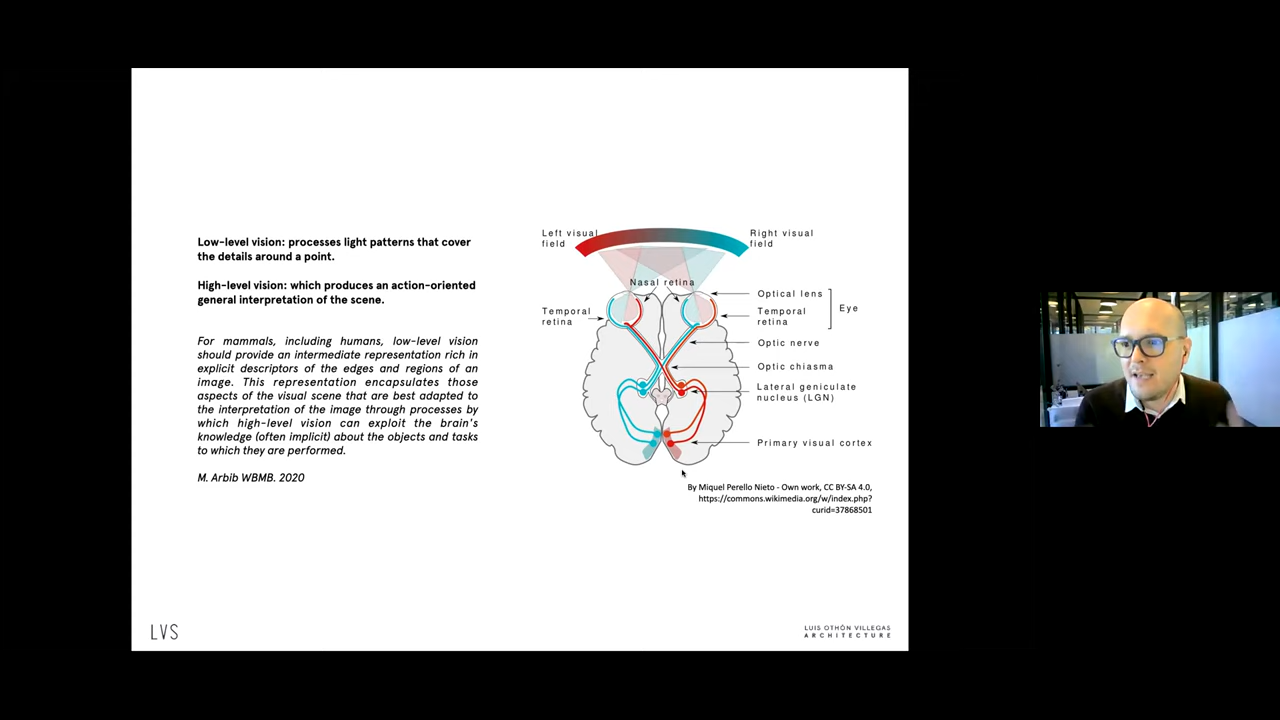 Low-level vision: processes light patterns that cover
the details around a point.
High-level vision: which produces an action-oriented
general interpretation of the scene.
For mammals, including humans, low-level vision
should provide an intermediate representation rich in
explicit descriptors of the edges and regions of an
image. This representation encapsulates those
aspects of the visual scene that are best adapted to
the interpretation of the image through processes by
which high-level vision can exploit the brain's
knowledge (often implicit) about the objects and tasks
to which they are performed.
M. Arbib WBMB. 2020
Left visual
field
Right visual
field
Nasal retina
Temporal
retina
Optical lens
Temporal
retina
Eye
Optic nerve
Optic chiasma
Lateral geniculate
nucleus (LGN)
Primary visual cortex
By Miquel Perello Nieto - Own work, CC BY-SA 4.0,
https://commons.wikimedia.org/w/index.php?
curid=37868501
LVS
LUIS OTHÓN VILLEGAS
ARCHITECTURE